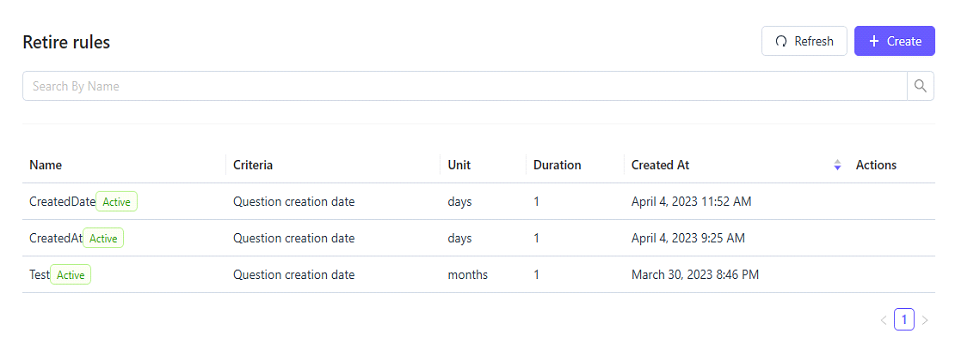 Retire rules
Refresh
+ Create
Search By Name
Name Criteria Unit Duration Created At Actions
CreatedDate Active Question creation date days 1 April 4, 2023 11:52 AM
CreatedAt Active Question creation date days 1 April 4, 2023 9:25 AM
Test Active Question creation date months 1 March 30, 2023 8:46 PM
< 1 >